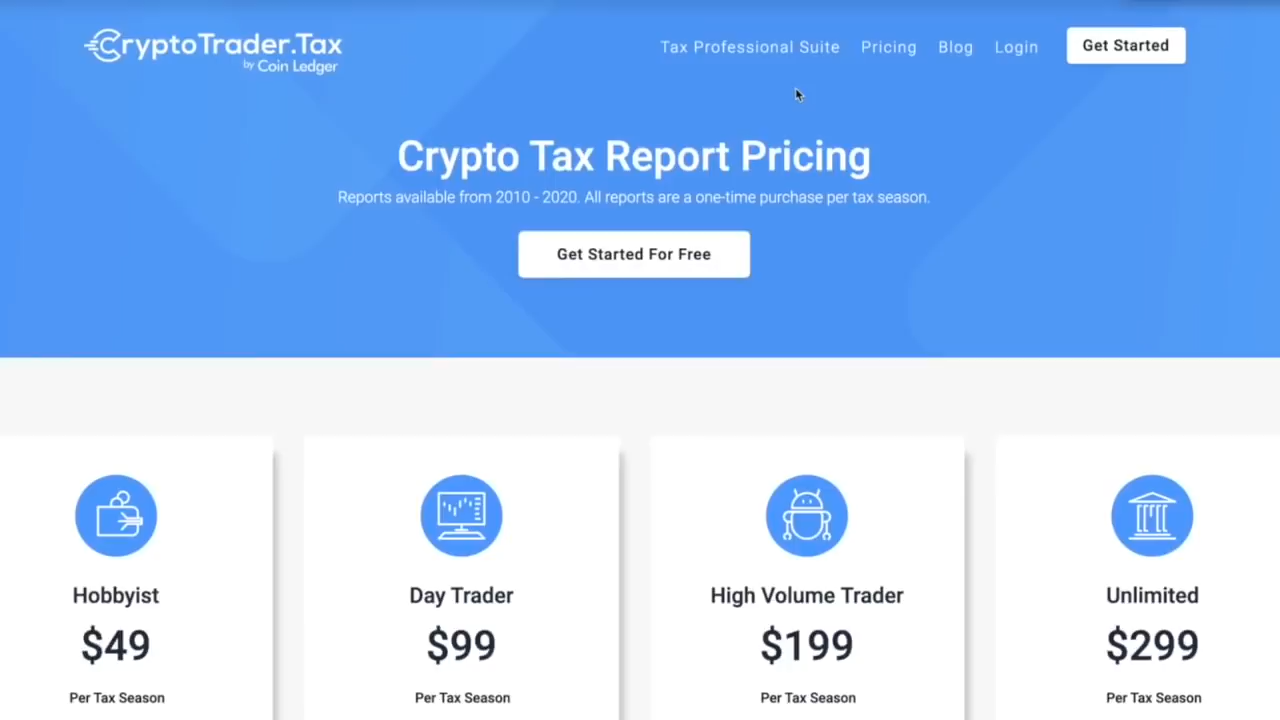 CryptoTrader.Tax
by Coin Ledger
Tax Professional Suite Pricing Blog Login Get Started
Crypto Tax Report Pricing
Reports available from 2010 - 2020. All reports are a one-time purchase per tax season.
Get Started For Free
Hobbyist
$49
Per Tax Season
Day Trader
$99
Per Tax Season
High Volume Trader
$199
Per Tax Season
Unlimited
$299
Per Tax Season